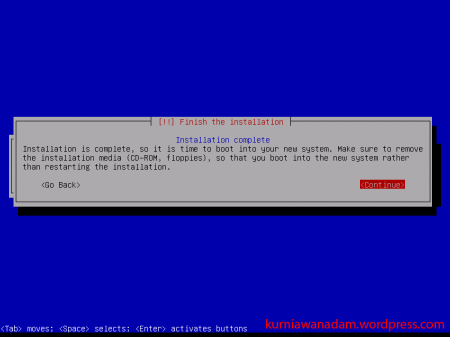 [!!] Finish the installation
Installation complete
Installation is complete, so it is time to boot into your new system. Make sure to remove
the installation media (CD-ROM, floppies), so that you boot into the new system rather
than restarting the installation.
<Go Back> <Continue>
<Tab> moves; <Space> selects; <Enter> activates buttons
kurniawanadam.wordpress.com